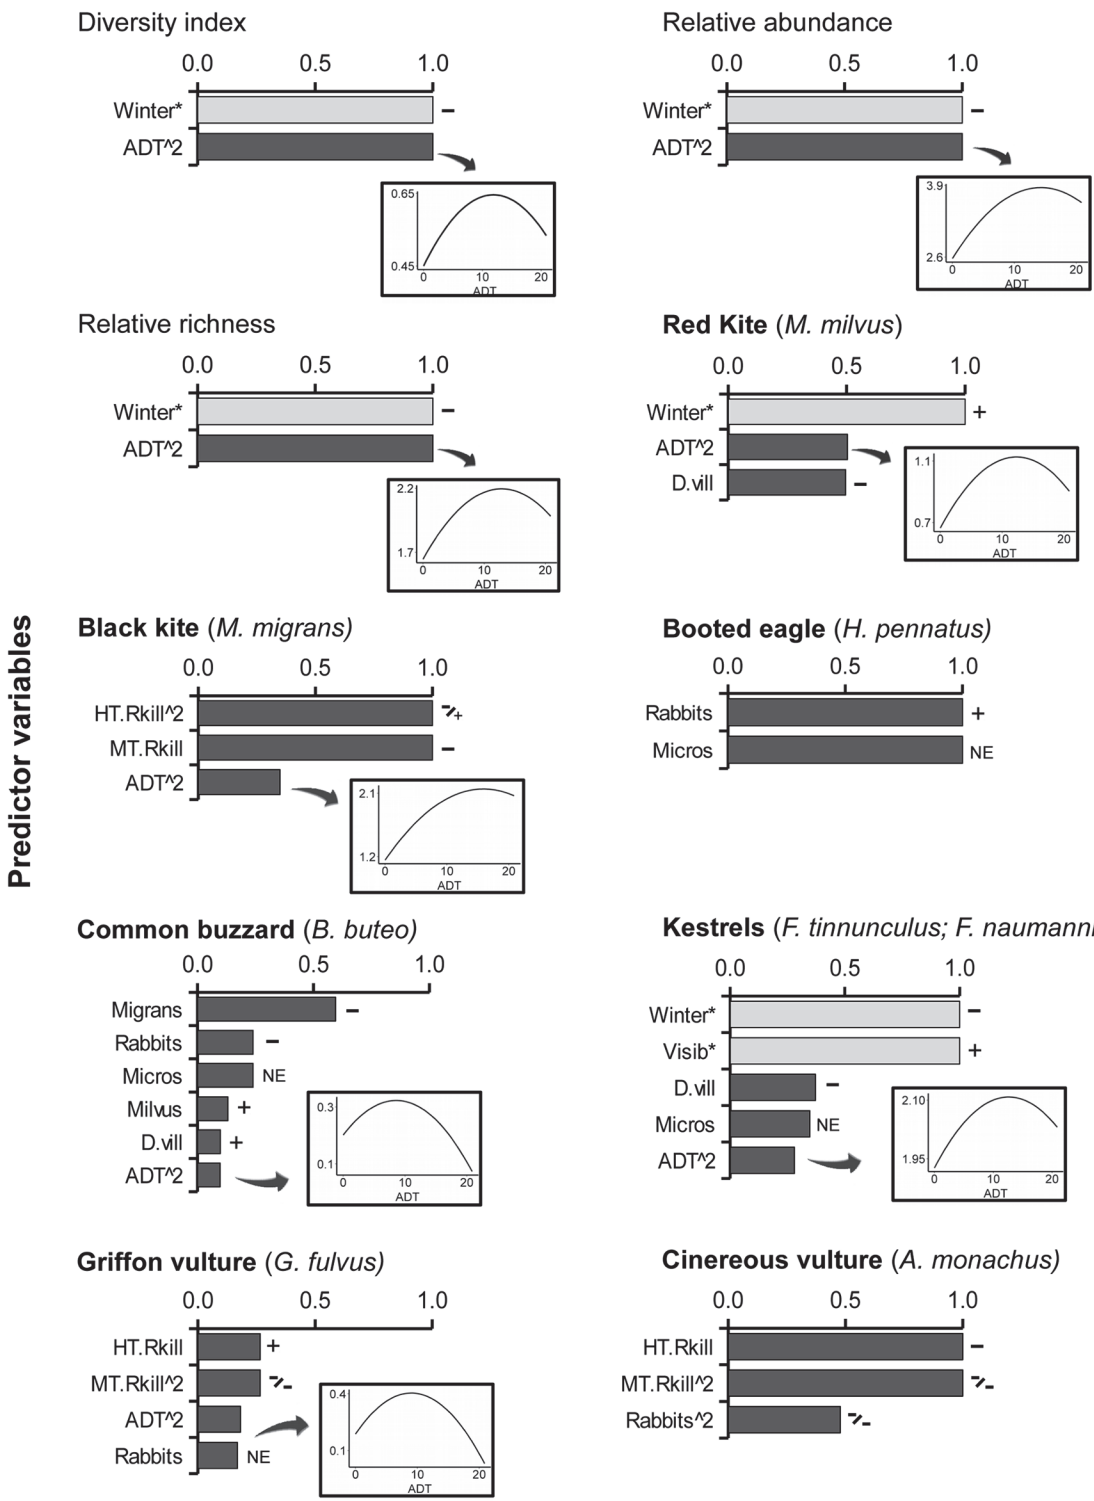 Predictor variables
Diversity index
0.0 0.5 1.0
Winter* −
ADT^2
0.65
0.45
0 10 20
ADT
Relative abundance
0.0 0.5 1.0
Winter* −
ADT^2
3.9
2.6
0 10 20
ADT
Relative richness
0.0 0.5 1.0
Winter* −
ADT^2
2.2
1.7
0 10 20
ADT
Red Kite (M. milvus)
0.0 0.5 1.0
Winter* +
ADT^2
D.vill −
1.1
0.7
0 10 20
ADT
Black kite (M. migrans)
0.0 0.5 1.0
HT.Rkill^2 −/+
MT.Rkill −
ADT^2
2.1
1.2
0 10 20
ADT
Booted eagle (H. pennatus)
0.0 0.5 1.0
Rabbits +
Micros NE
Common buzzard (B. buteo)
0.0 0.5 1.0
Migrans −
Rabbits −
Micros NE
Milvus +
D.vill +
ADT^2
0.3
0.1
0 10 20
ADT
Kestrels (F. tinnunculus; F. naumanni
0.0 0.5 1.0
Winter* −
Visib* +
D.vill −
Micros NE
ADT^2
2.10
1.95
0 10 20
ADT
Griffon vulture (G. fulvus)
0.0 0.5 1.0
HT.Rkill +
MT.Rkill^2 −/−
ADT^2
Rabbits NE
0.4
0.1
0 10 20
ADT
Cinereous vulture (A. monachus)
0.0 0.5 1.0
HT.Rkill −
MT.Rkill^2 −/−
Rabbits^2 −/−